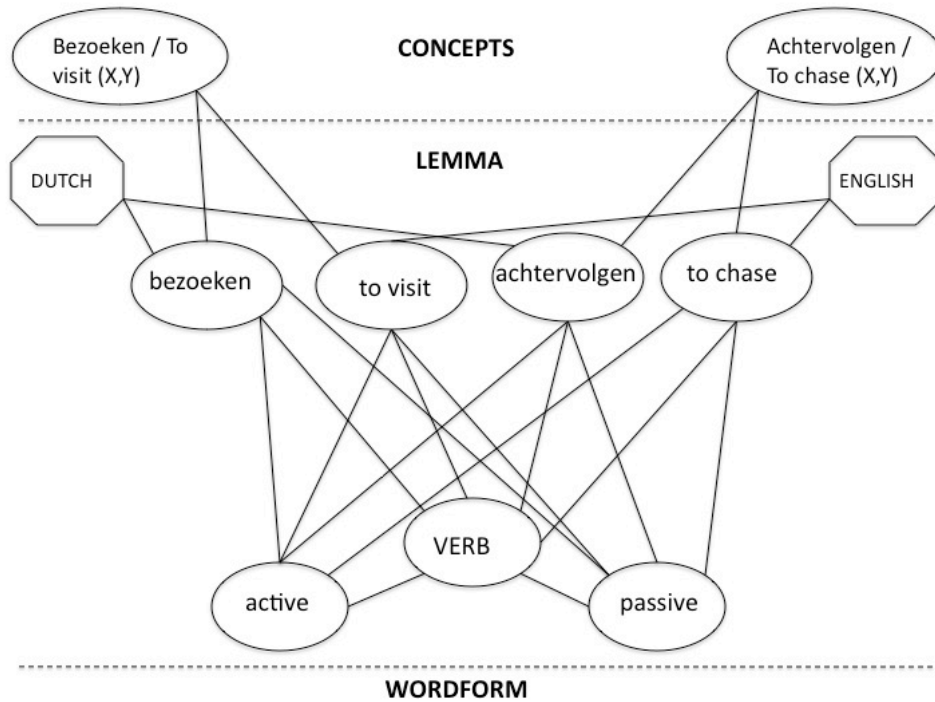 Bezoeken / To
visit (X,Y)
CONCEPTS
Achtervolgen /
To chase (X,Y)
LEMMA
DUTCH
ENGLISH
bezoeken
to visit
achtervolgen
to chase
VERB
active
passive
WORDFORM